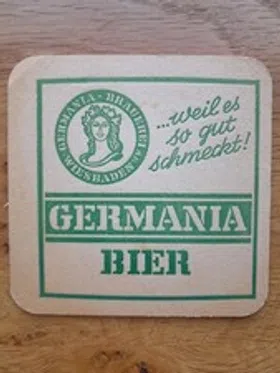 GERMANIA-BRAUEREI
WIESBADEN
...weil es
so gut
schmeckt!
GERMANIA
BIER